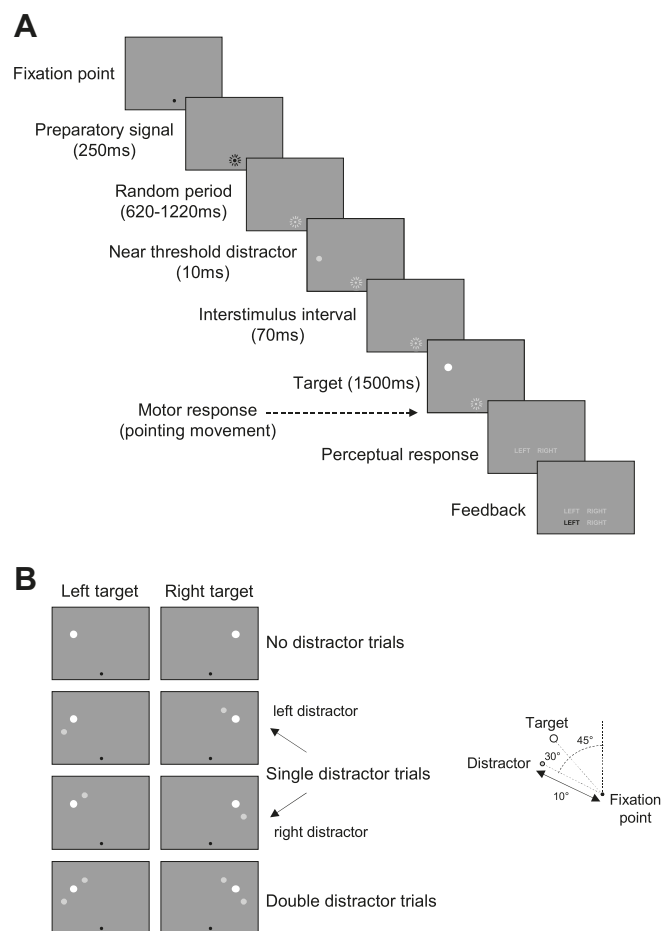 A
Fixation point
Preparatory signal
(250ms)
Random period
(620-1220ms)
Near threshold distractor
(10ms)
Interstimulus interval
(70ms)
Target (1500ms)
Motor response
(pointing movement)
Perceptual response
LEFT RIGHT
Feedback
LEFT RIGHT
LEFT RIGHT
B
Left target
Right target
No distractor trials
left distractor
Single distractor trials
right distractor
Double distractor trials
Target
45°
30°
Distractor
10°
Fixation
point